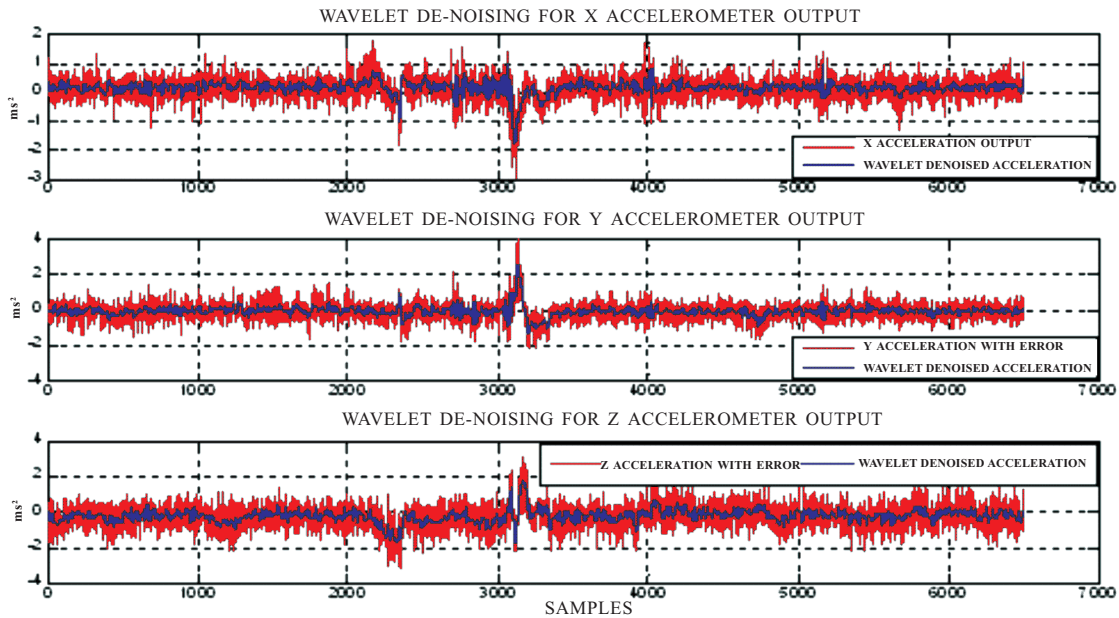 WAVELET DE-NOISING FOR X ACCELEROMETER OUTPUT
2
1
0
-1
-2
-3
ms²
X ACCELERATION OUTPUT
WAVELET DENOISED ACCELERATION
0 1000 2000 3000 4000 5000 6000 7000
WAVELET DE-NOISING FOR Y ACCELEROMETER OUTPUT
4
2
0
-2
-4
ms²
Y ACCELERATION WITH ERROR
WAVELET DENOISED ACCELERATION
0 1000 2000 3000 4000 5000 6000 7000
WAVELET DE-NOISING FOR Z ACCELEROMETER OUTPUT
4
2
0
-2
-4
ms²
Z ACCELERATION WITH ERROR WAVELET DENOISED ACCELERATION
0 1000 2000 3000 4000 5000 6000 7000
SAMPLES